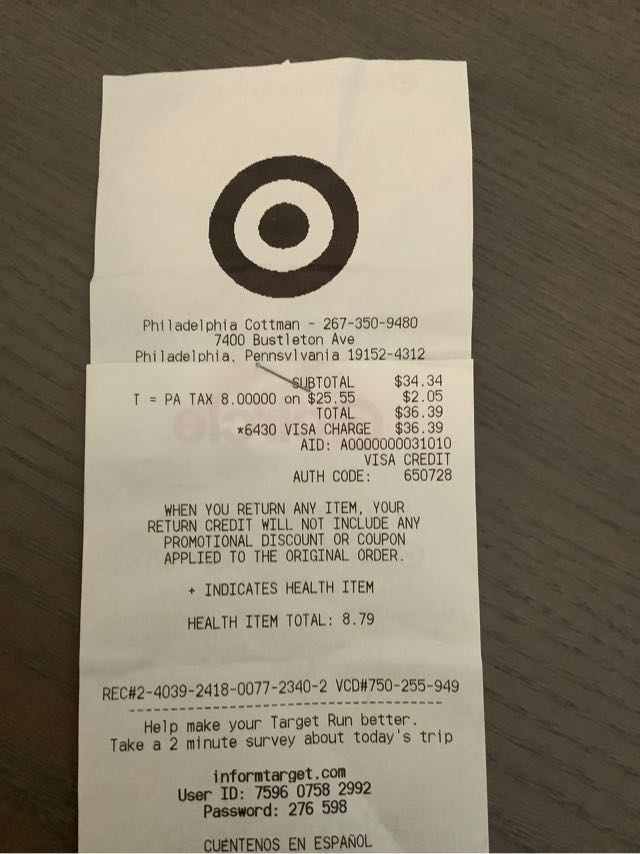 Philadelphia Cottman - 267-350-9480
7400 Bustleton Ave
Philadelphia. Pennsylvania 19152-4312
SUBTOTAL $34.34
T = PA TAX 8.00000 on $25.55 $2.05
TOTAL $36.39
*6430 VISA CHARGE $36.39
AID: A0000000031010
VISA CREDIT
AUTH CODE: 650728
WHEN YOU RETURN ANY ITEM, YOUR
RETURN CREDIT WILL NOT INCLUDE ANY
PROMOTIONAL DISCOUNT OR COUPON
APPLIED TO THE ORIGINAL ORDER.
+ INDICATES HEALTH ITEM
HEALTH ITEM TOTAL: 8.79
REC#2-4039-2418-0077-2340-2 VCD#750-255-949
Help make your Target Run better.
Take a 2 minute survey about today's trip
informtarget.com
User ID: 7596 0758 2992
Password: 276 598
CUÉNTENOS EN ESPAÑOL